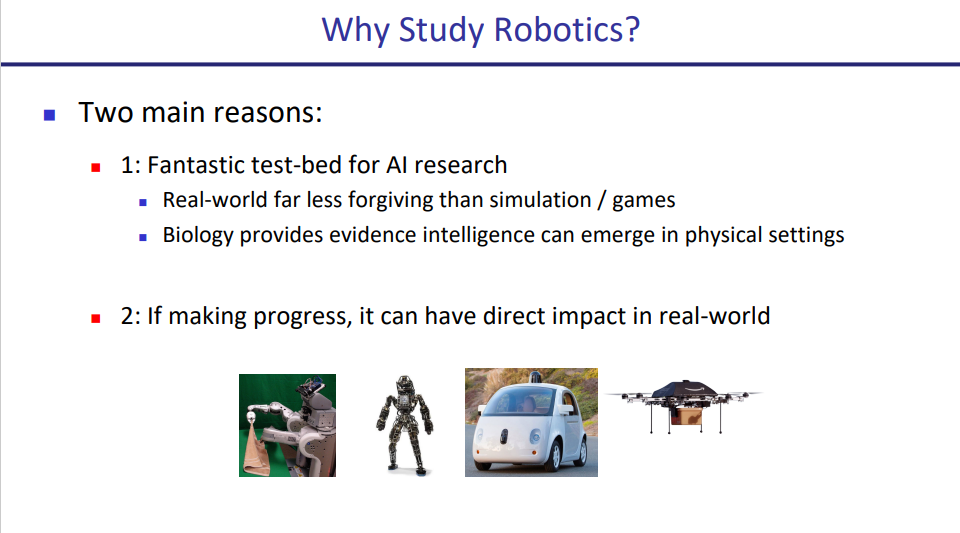 Why Study Robotics?
Two main reasons:
1: Fantastic test-bed for AI research
Real-world far less forgiving than simulation / games
Biology provides evidence intelligence can emerge in physical settings
2: If making progress, it can have direct impact in real-world